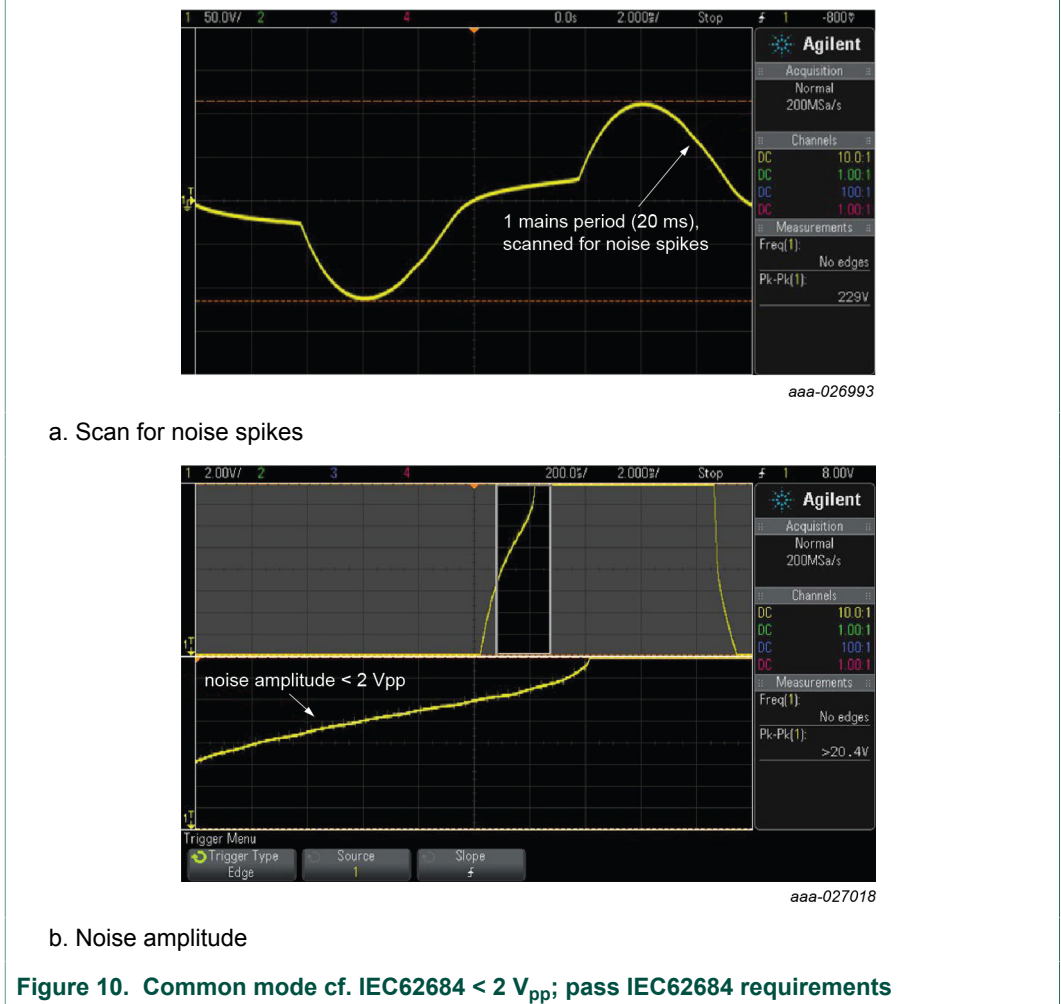 1 50.0V/ 2 3 4 0.0s 2.000s/ Stop 1 -800V
Agilent
Acquisition
Normal
200MSa/s
Channels
DC 10.0:1
DC 1.00:1
DC 100:1
DC 1.00:1
Measurements
Freq(1):
No edges
Pk-Pk(1):
229V
1 mains period (20 ms),
scanned for noise spikes
aaa-026993
a. Scan for noise spikes
1 2.00V/ 2 3 4 200.0s/ 2.000s/ Stop 1 8.00V
Agilent
Acquisition
Normal
200MSa/s
Channels
DC 10.0:1
DC 1.00:1
DC 100:1
DC 1.00:1
Measurements
Freq(1):
No edges
Pk-Pk(1):
>20.4V
noise amplitude < 2 Vpp
Trigger Menu
Trigger Type
Edge
Source
1
Slope
aaa-027018
b. Noise amplitude
Figure 10. Common mode cf. IEC62684 < 2 Vpp; pass IEC62684 requirements